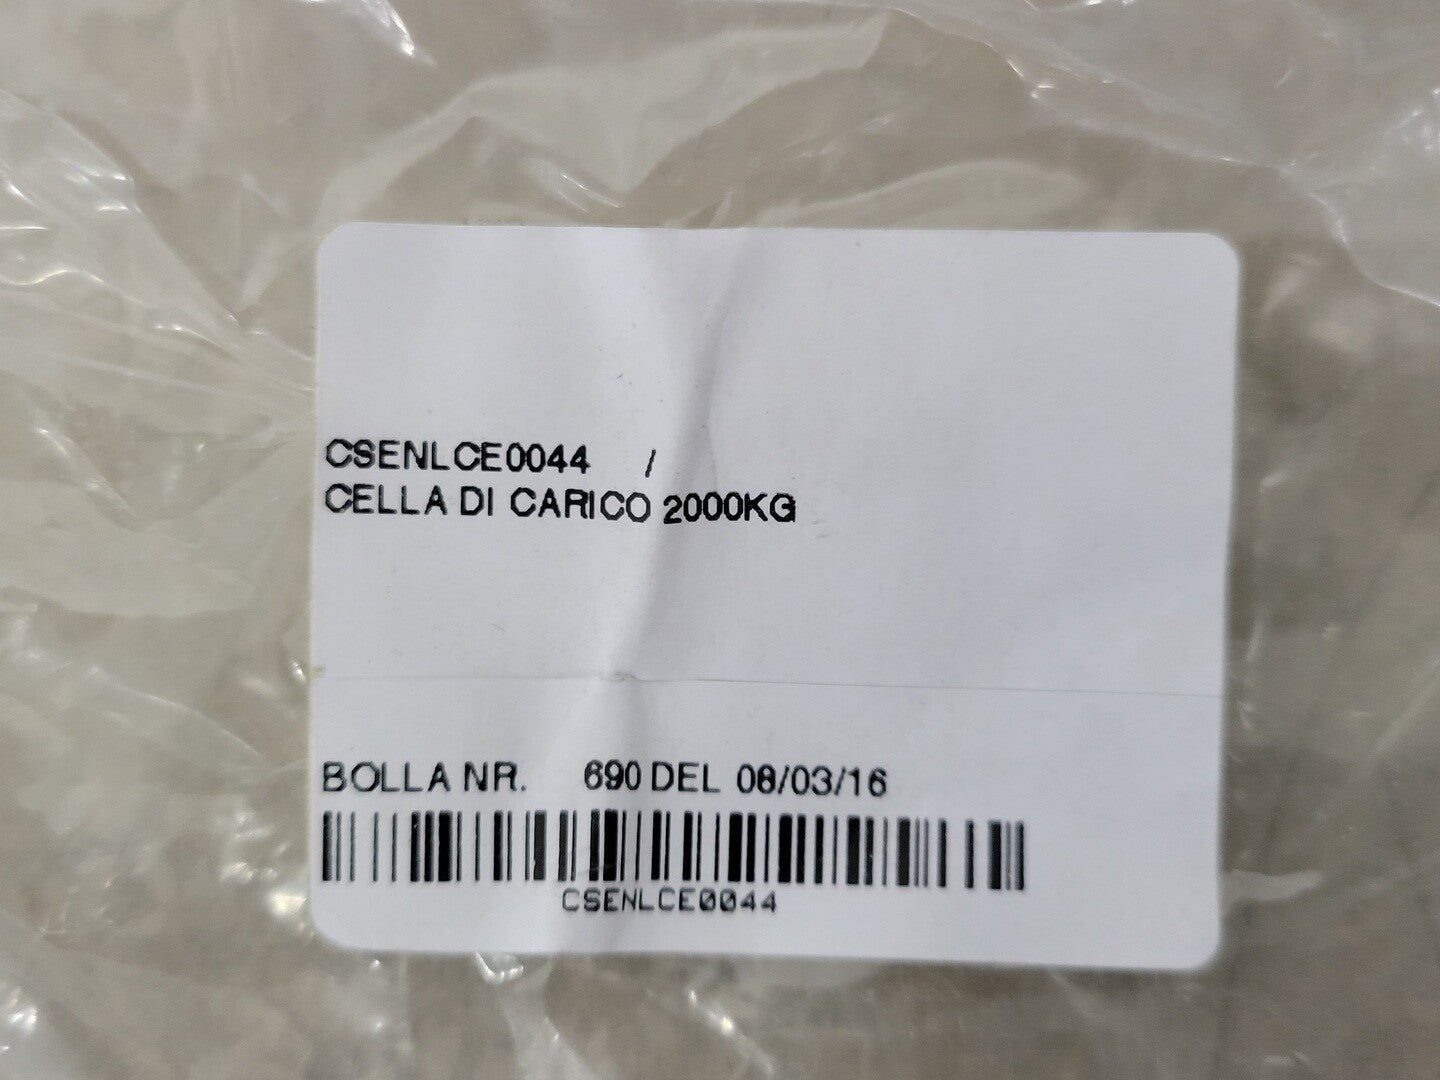 CSENLCE0044 /
CELLA DI CARICO 2000KG
BOLLA NR. 690 DEL 08/03/16
CSENLCE0044